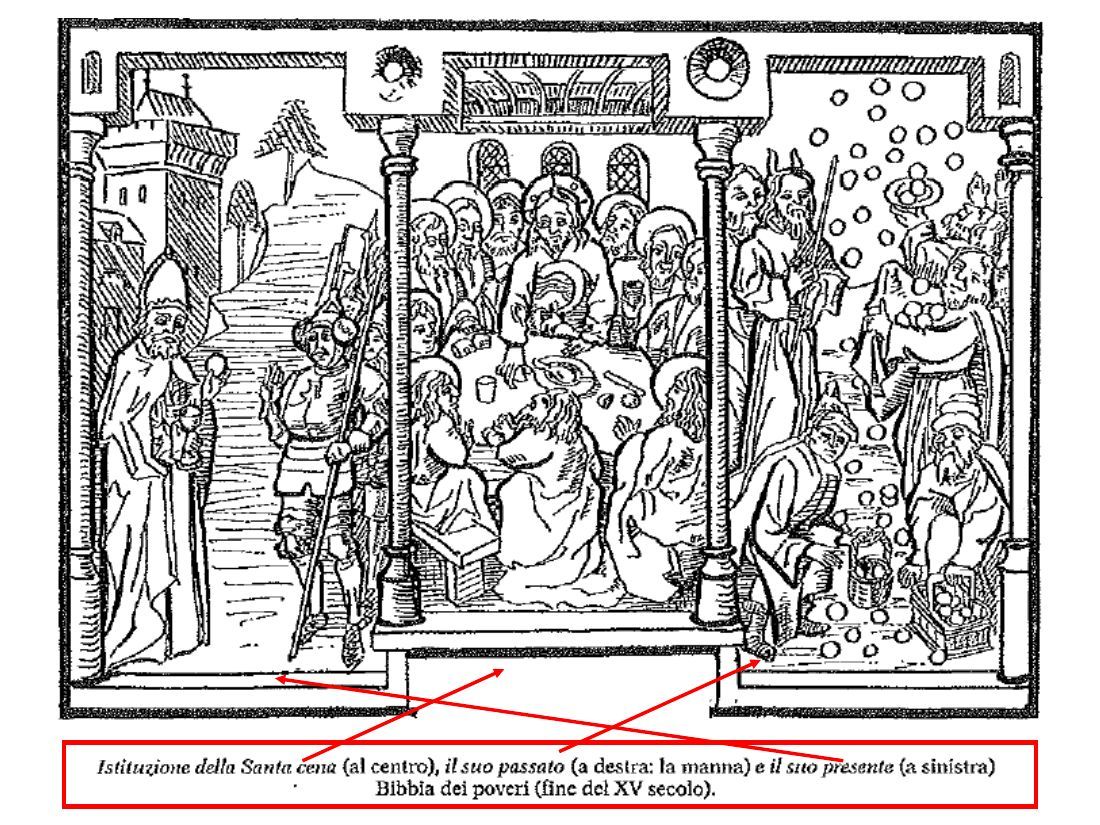 Istituzione della Santa cena (al centro), il suo passato (a destra: la manna) e il suo presente (a sinistra)
Bibbia dei poveri (fine del XV secolo).